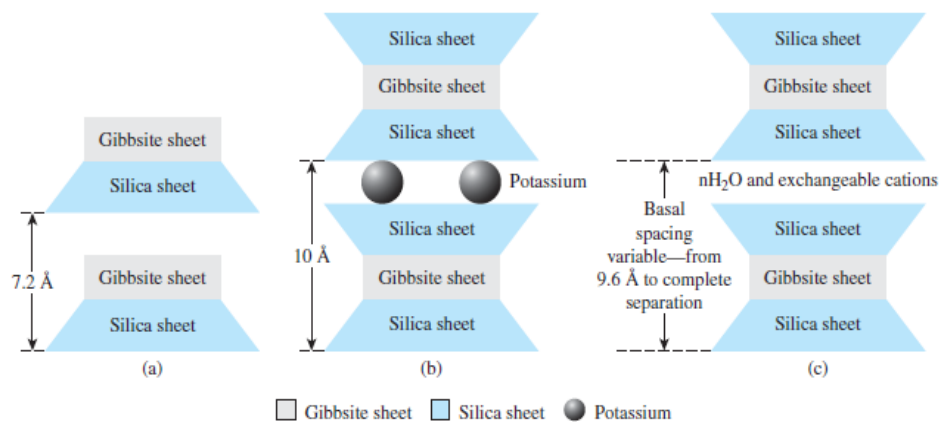 Gibbsite sheet
Silica sheet
7.2 Å
Gibbsite sheet
Silica sheet
(a)
Silica sheet
Gibbsite sheet
Silica sheet
Potassium
10 Å
Silica sheet
Gibbsite sheet
Silica sheet
(b)
Silica sheet
Gibbsite sheet
Silica sheet
nH₂O and exchangeable cations
Basal
spacing
variable—from
9.6 Å to complete
separation
Silica sheet
Gibbsite sheet
Silica sheet
(c)
Gibbsite sheet Silica sheet Potassium